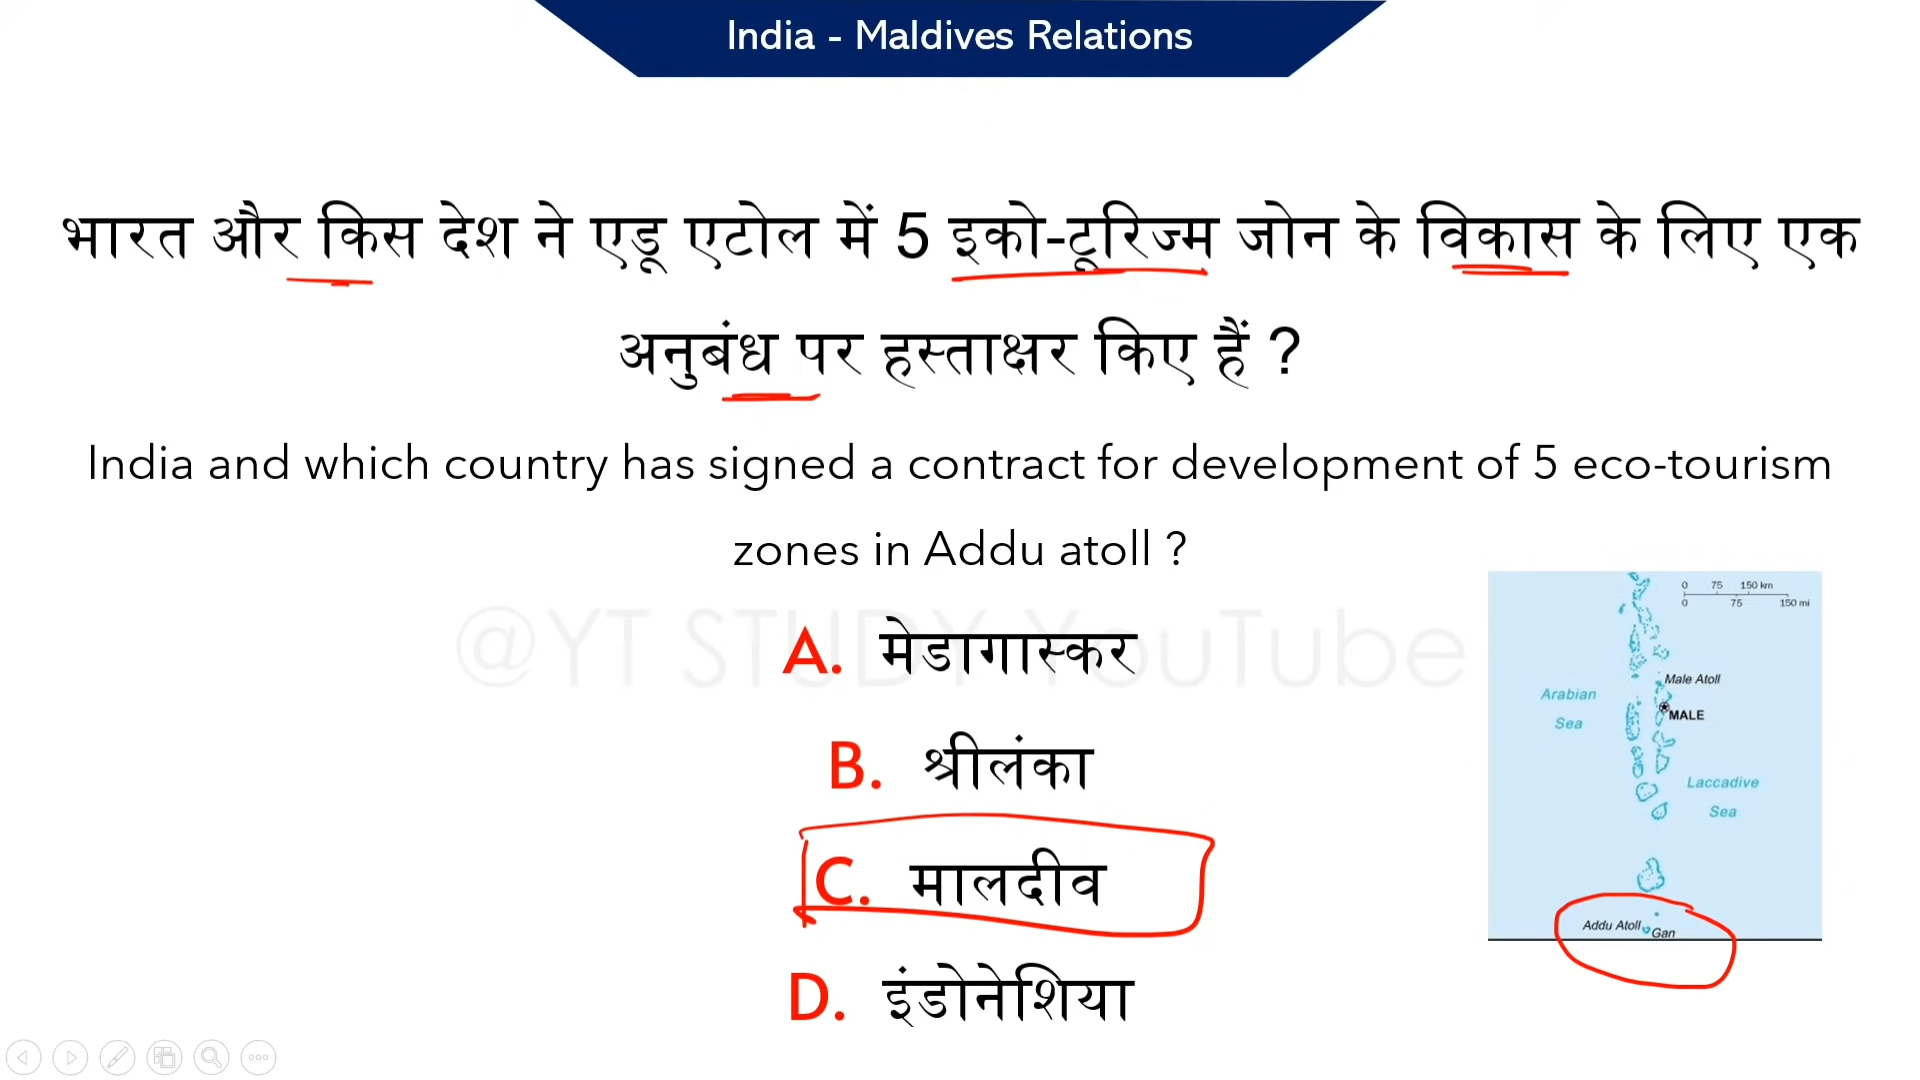 India - Maldives Relations
भारत और किस देश ने एडू एटोल में 5 इको-टूरिज्म जोन के विकास के लिए एक
अनुबंध पर हस्ताक्षर किए हैं ?
India and which country has signed a contract for development of 5 eco-tourism
zones in Addu atoll ?
@YT STUDY YouTube
A. मेडागास्कर
B. श्रीलंका
C. मालदीव
D. इंडोनेशिया
0 75 150 km
0 75 150 mi
Male Atoll
Arabian
Sea
MALE
Laccadive
Sea
Addu Atoll
Gan